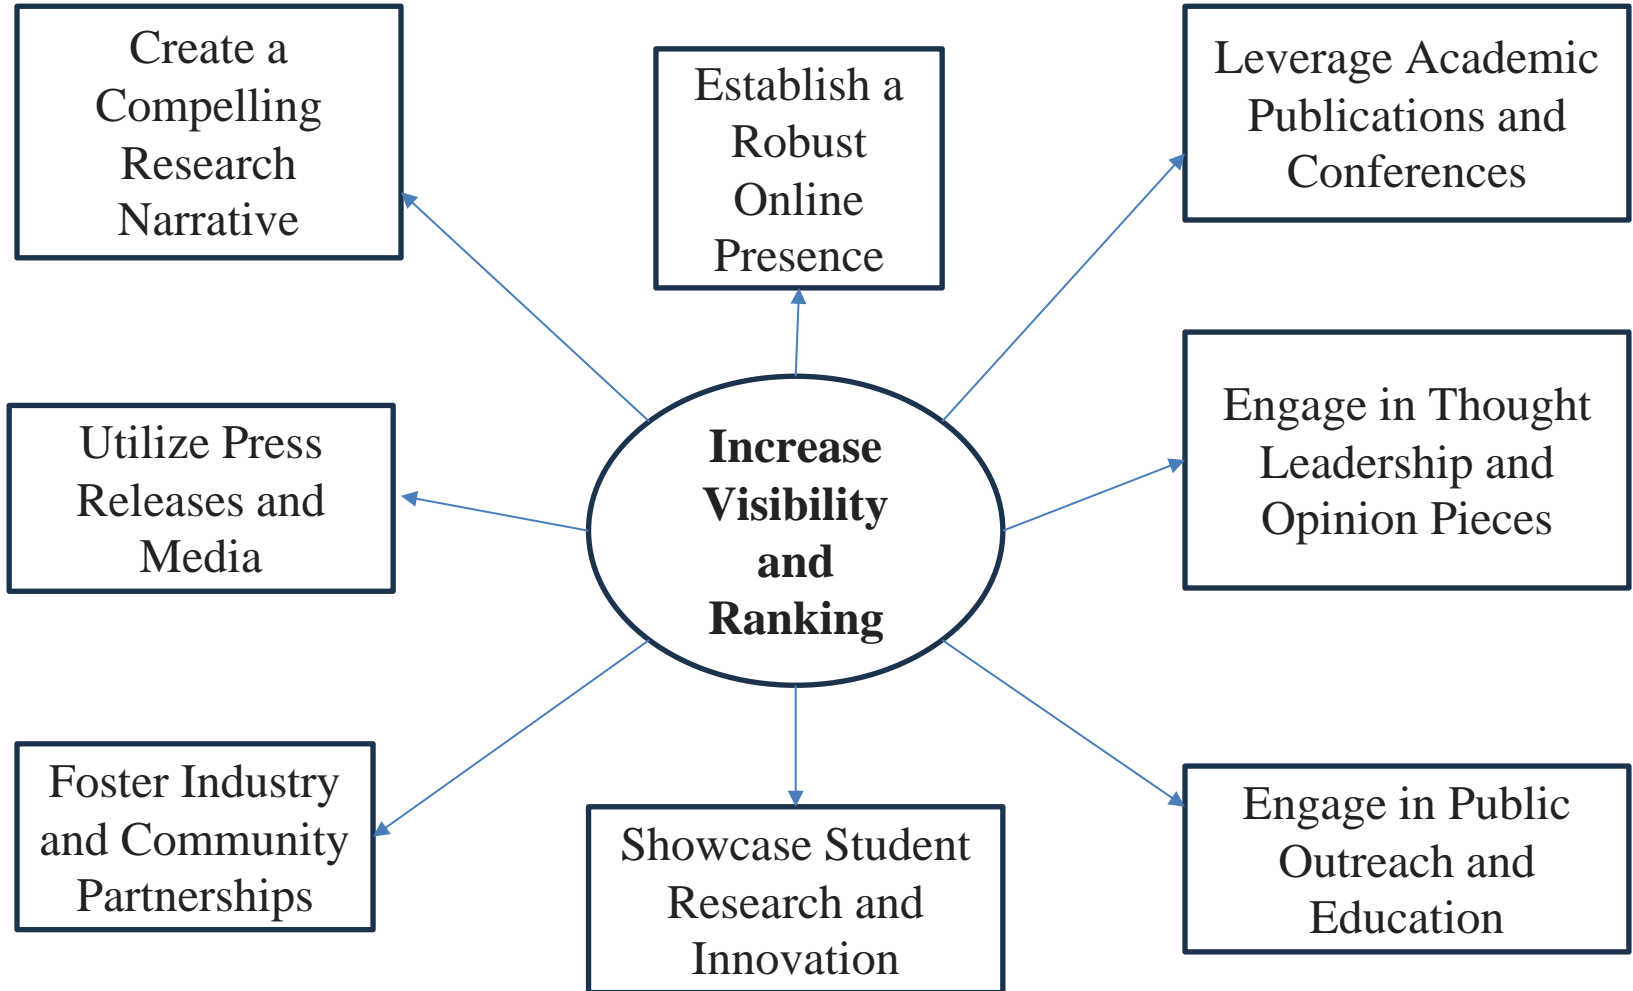 Create a
Compelling
Research
Narrative
Establish a
Robust
Online
Presence
Leverage Academic
Publications and
Conferences
Utilize Press
Releases and
Media
Increase
Visibility
and
Ranking
Engage in Thought
Leadership and
Opinion Pieces
Foster Industry
and Community
Partnerships
Showcase Student
Research and
Innovation
Engage in Public
Outreach and
Education